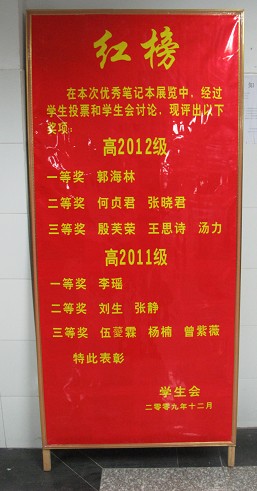 红榜
在本次优秀笔记本展览中，经过
学生投票和学生会讨论，现评出以下
奖项：
高2012级
一等奖 郭海林
二等奖 何贞君 张晓君
三等奖 殷芙荣 王思诗 汤力
高2011级
一等奖 李瑶
二等奖 刘生 张静
三等奖 伍霖 杨楠 曾紫薇
特此表彰
学生会
二零零九年十二月